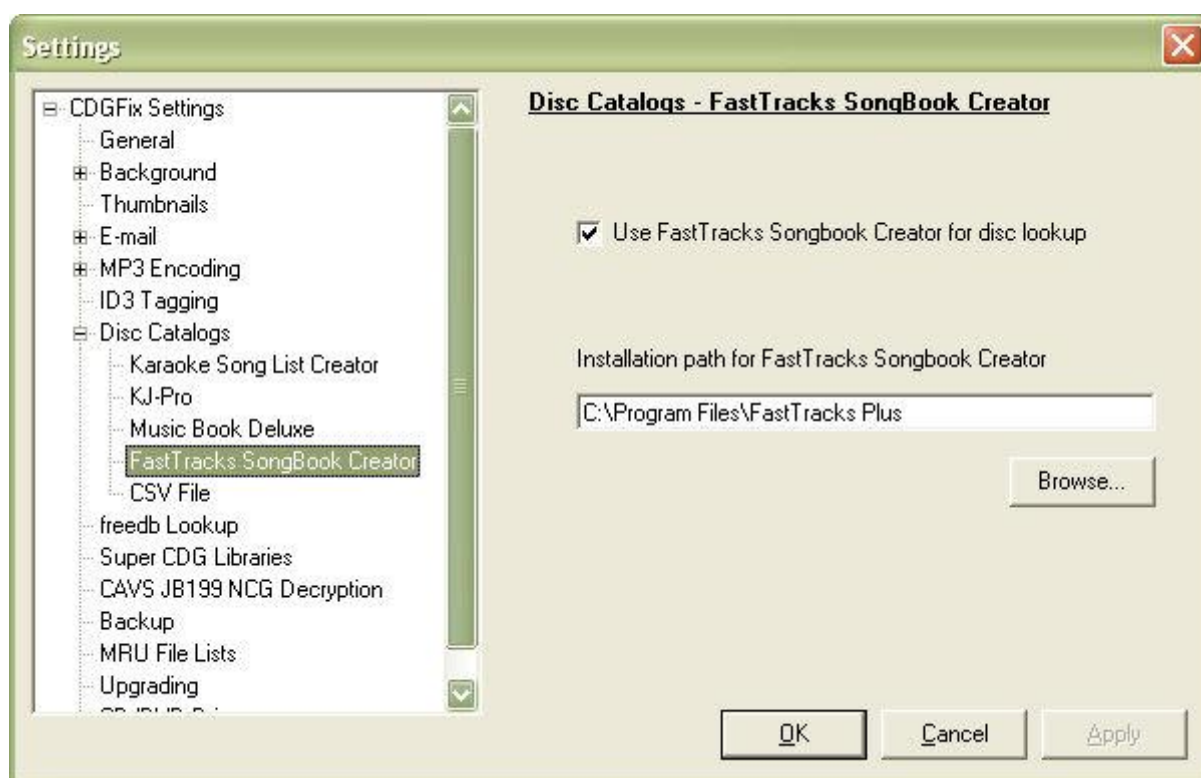 Settings
CDGFix Settings
General
Background
Thumbnails
E-mail
MP3 Encoding
ID3 Tagging
Disc Catalogs
Karaoke Song List Creator
KJ-Pro
Music Book Deluxe
FastTracks SongBook Creator
CSV File
freedb Lookup
Super CDG Libraries
CAVS JB199 NCG Decryption
Backup
MRU File Lists
Upgrading
Disc Catalogs - FastTracks SongBook Creator
Use FastTracks Songbook Creator for disc lookup
Installation path for FastTracks Songbook Creator
C:\Program Files\FastTracks Plus
Browse...
OK
Cancel
Apply